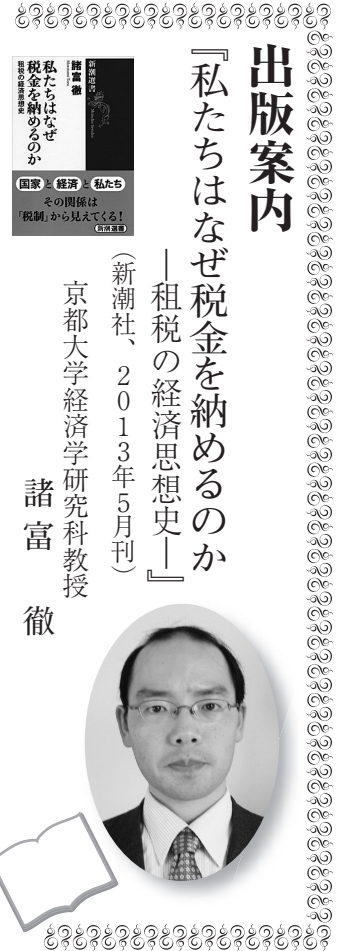 出版案内
『私たちはなぜ税金を納めるのか
―租税の経済思想史―』
（新潮社、2013年5月刊）
京都大学経済学研究科教授
諸富 徹
新潮選書
諸富 徹
私たちはなぜ
税金を納めるのか
租税の経済思想史
国家と経済と私たち
その関係は
「税制」から見えてくる！
新潮選書